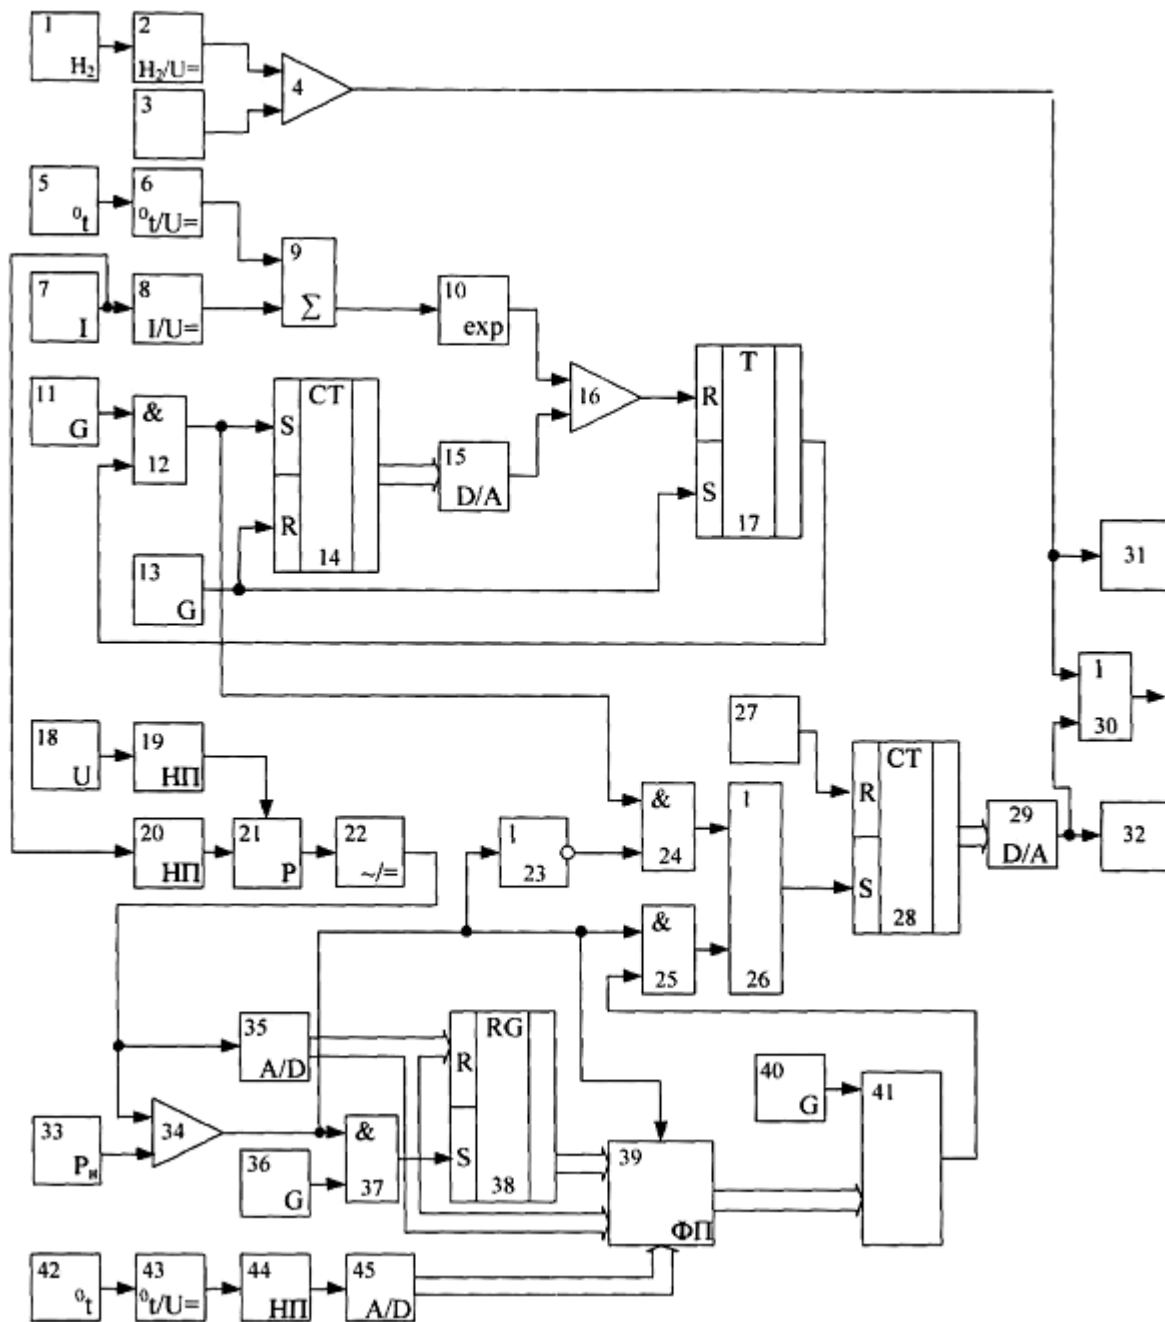 1
H₂
2
H₂/U=
3
4
5
⁰t
6
⁰t/U=
7
I
8
I/U=
9
Σ
10
exp
11
G
&
12
13
G
CT
S
R
14
15
D/A
16
T
R
S
17
18
U
19
НП
20
НП
21
P
22
~/=
1
23
&
24
&
25
1
26
27
CT
R
S
28
29
D/A
1
30
31
32
33
Pн
34
35
A/D
36
G
&
37
RG
R
S
38
39
ФП
40
G
41
42
⁰t
43
⁰t/U=
44
НП
45
A/D